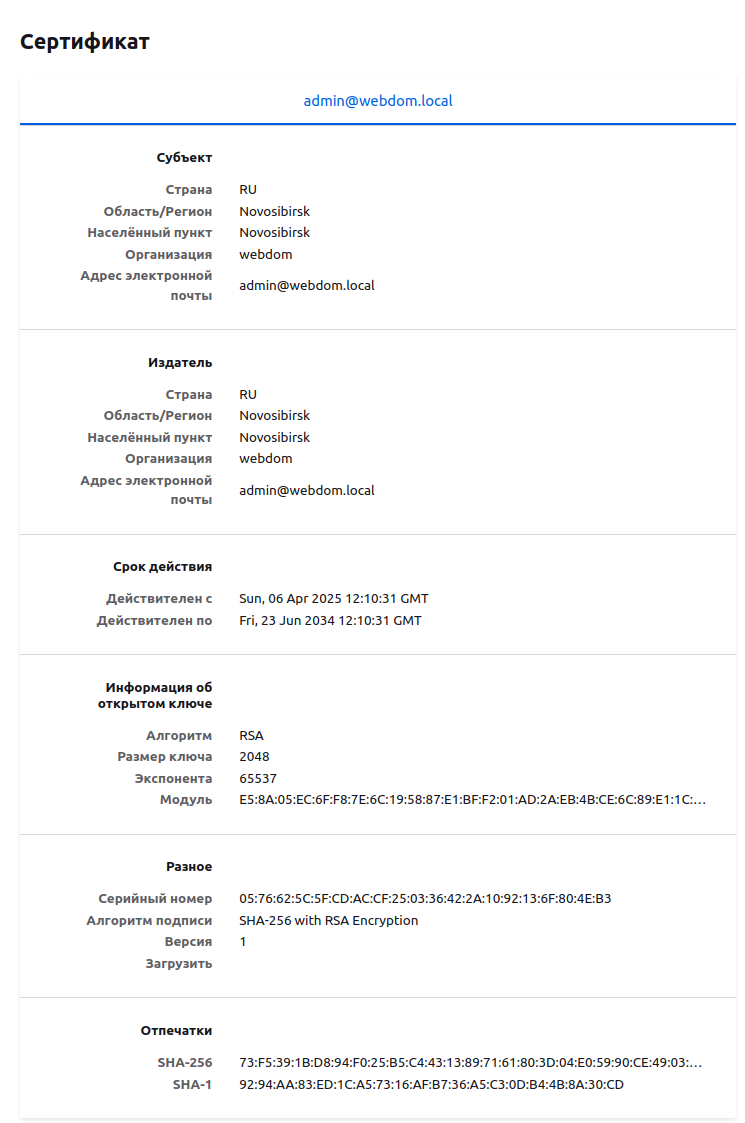 Сертификат
admin@webdom.local
Субъект
Страна RU
Область/Регион Novosibirsk
Населённый пункт Novosibirsk
Организация webdom
Адрес электронной
почты admin@webdom.local
Издатель
Страна RU
Область/Регион Novosibirsk
Населённый пункт Novosibirsk
Организация webdom
Адрес электронной
почты admin@webdom.local
Срок действия
Действителен с Sun, 06 Apr 2025 12:10:31 GMT
Действителен по Fri, 23 Jun 2034 12:10:31 GMT
Информация об
открытом ключе
Алгоритм RSA
Размер ключа 2048
Экспонента 65537
Модуль E5:8A:05:EC:6F:F8:7E:6C:19:58:87:E1:BF:F2:01:AD:2A:EB:4B:CE:6C:89:E1:1C:…
Разное
Серийный номер 05:76:62:5C:5F:CD:AC:CF:25:03:36:42:2A:10:92:13:6F:80:4E:B3
Алгоритм подписи SHA-256 with RSA Encryption
Версия 1
Загрузить
Отпечатки
SHA-256 73:F5:39:1B:D8:94:F0:25:B5:C4:43:13:89:71:61:80:3D:04:E0:59:90:CE:49:03:…
SHA-1 92:94:AA:83:ED:1C:A5:73:16:AF:B7:36:A5:C3:0D:B4:4B:8A:30:CD